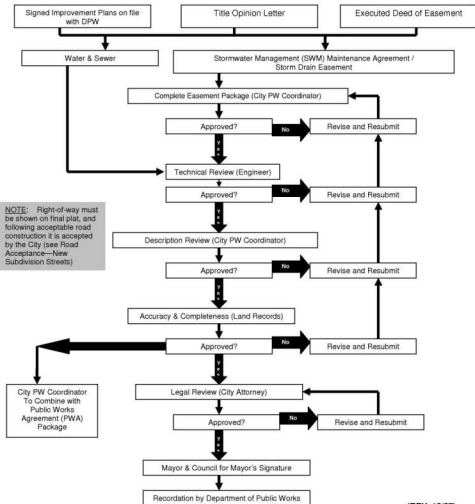 Signed Improvement Plans on file
with DPW
Title Opinion Letter
Executed Deed of Easement
Water & Sewer
Stormwater Management (SWM) Maintenance Agreement /
Storm Drain Easement
Complete Easement Package (City PW Coordinator)
Approved?
No
Revise and Resubmit
Yes
Technical Review (Engineer)
Approved?
No
Revise and Resubmit
Yes
NOTE: Right-of-way must
be shown on final plat, and
following acceptable road
construction it is accepted
by the City (see Road
Acceptance—New
Subdivision Streets)
Description Review (City PW Coordinator)
Approved?
No
Revise and Resubmit
Yes
Accuracy & Completeness (Land Records)
Approved?
No
Revise and Resubmit
Yes
City PW Coordinator
To Combine with
Public Works
Agreement (PWA)
Package
Legal Review (City Attorney)
Approved?
No
Revise and Resubmit
Yes
Mayor & Council for Mayor's Signature
Recordation by Department of Public Works